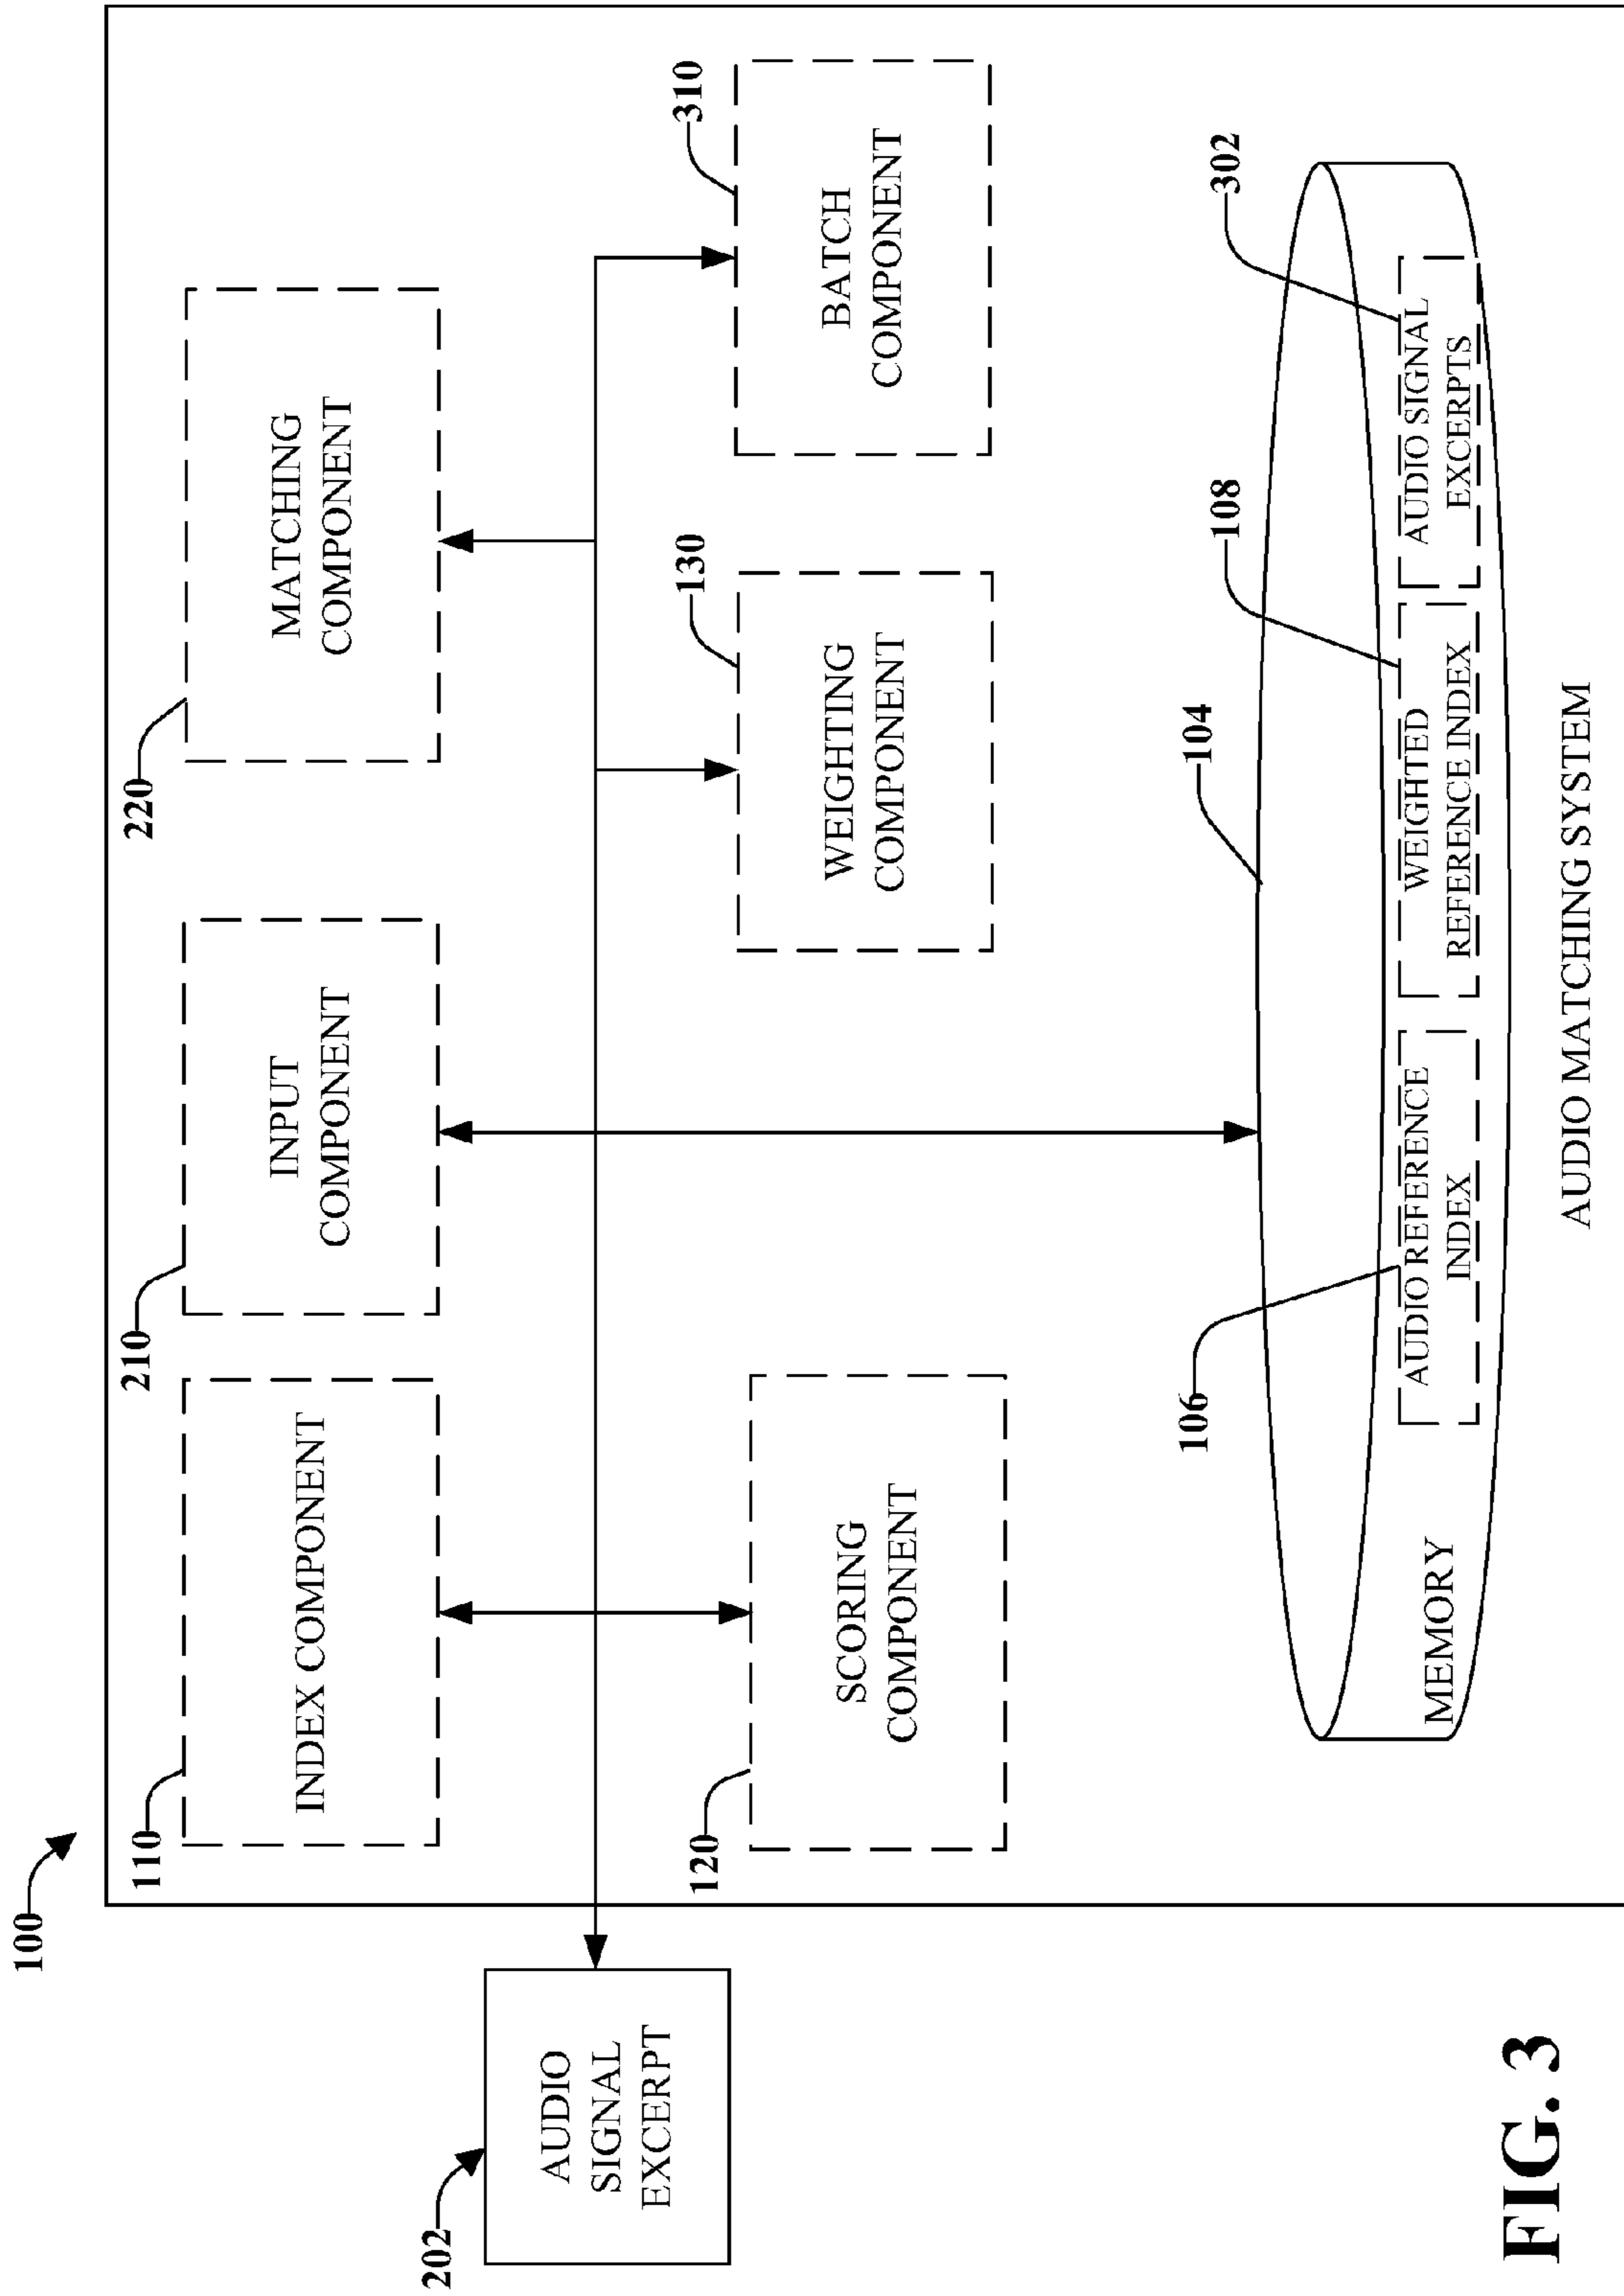 100
110
INDEX COMPONENT
210
INPUT
COMPONENT
220
MATCHING
COMPONENT
202
AUDIO
SIGNAL
EXCERPT
120
SCORING
COMPONENT
130
WEIGHTING
COMPONENT
310
BATCH
COMPONENT
104
106
108
302
MEMORY
AUDIO REFERENCE
INDEX
WEIGHTED
REFERENCE INDEX
AUDIO SIGNAL
EXCERPTS
AUDIO MATCHING SYSTEM
FIG. 3